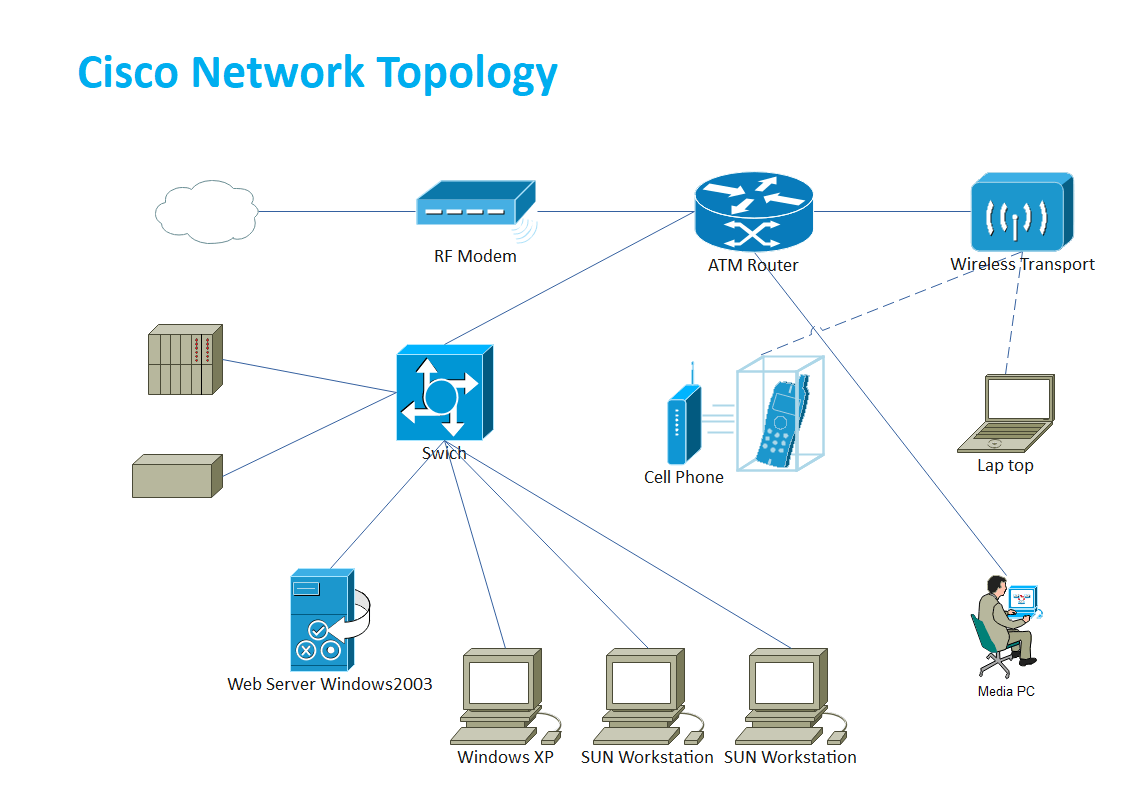 Cisco Network Topology
RF Modem
ATM Router
Wireless Transport
Swich
Cell Phone
Lap top
Web Server Windows2003
Media PC
Windows XP
SUN Workstation
SUN Workstation